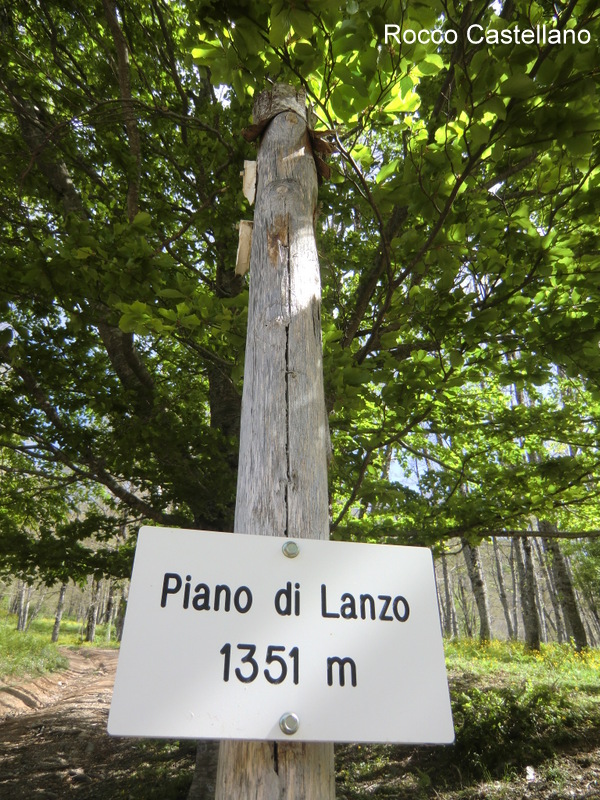 Rocco Castellano
Piano di Lanzo
1351 m